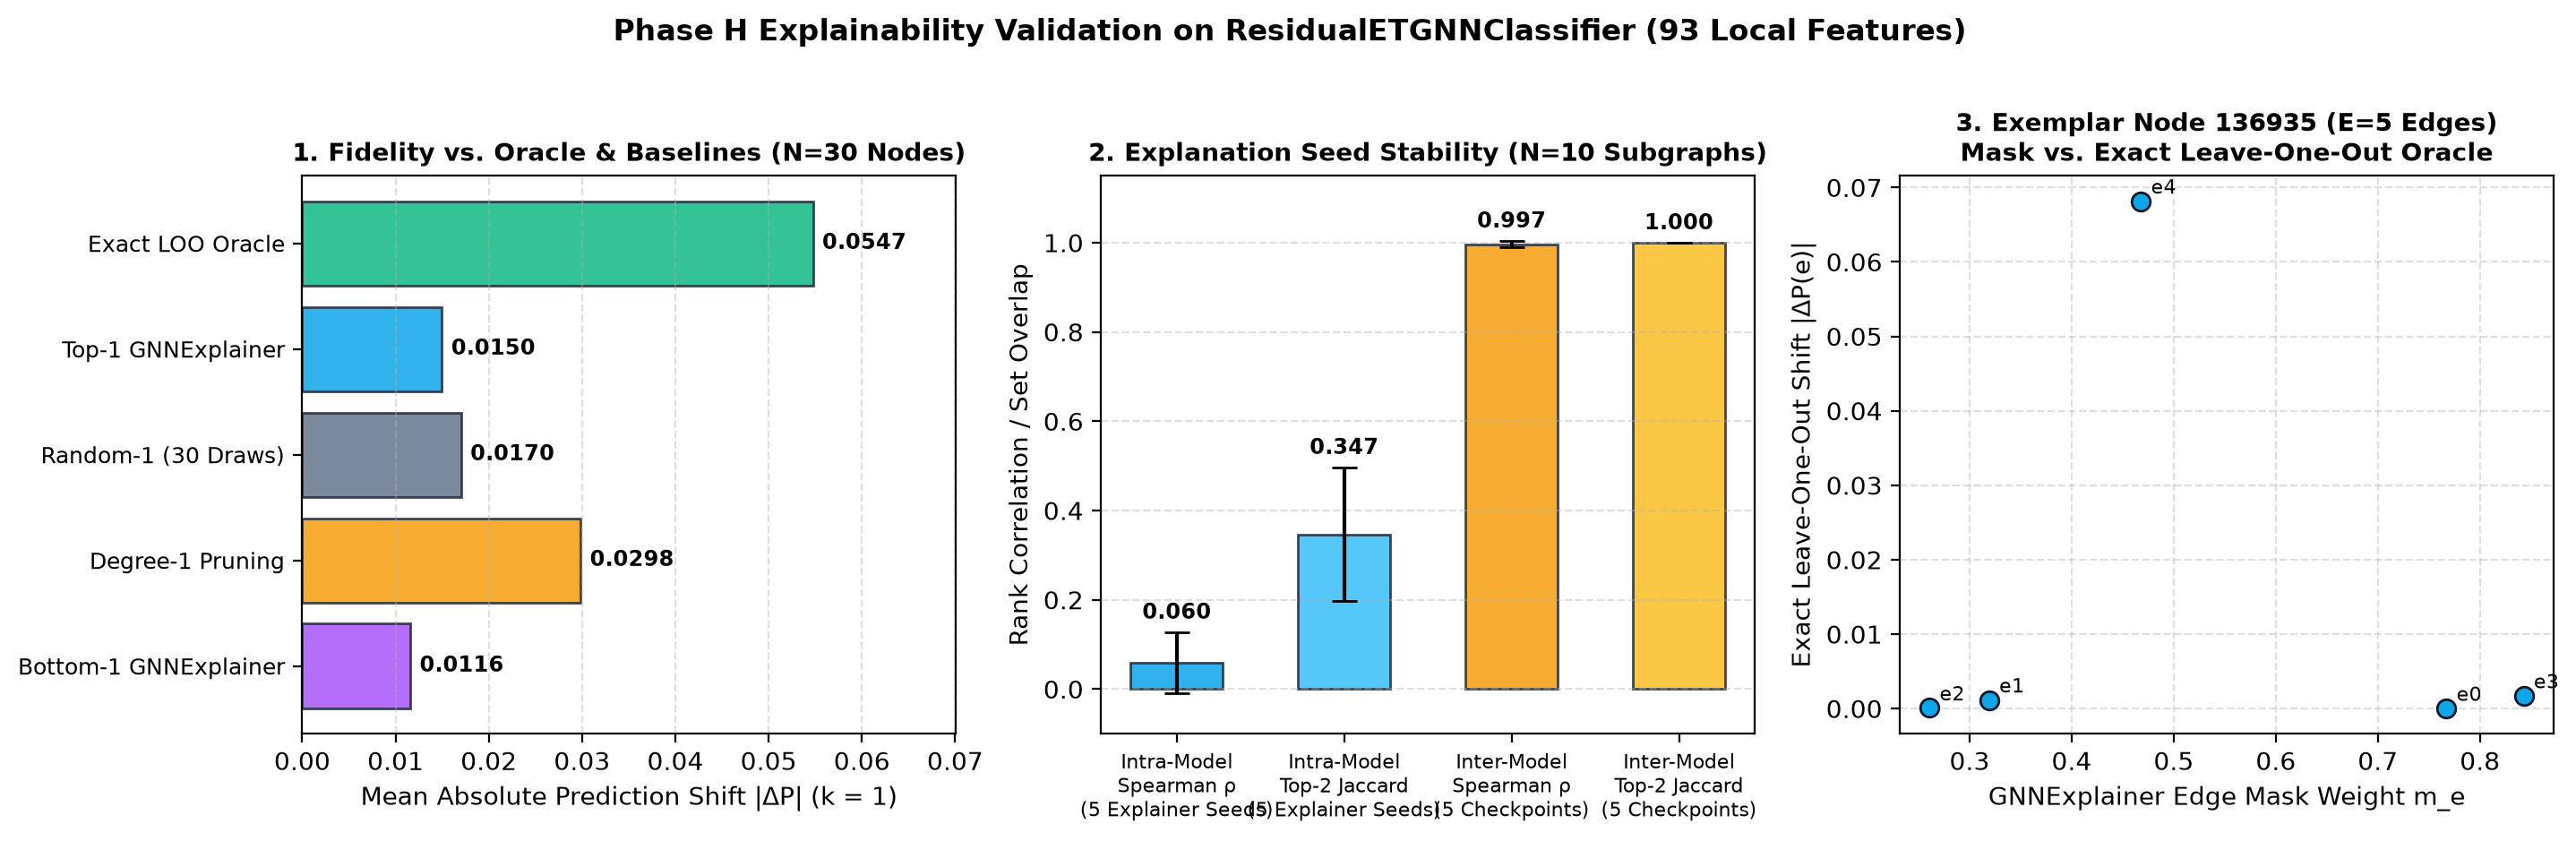 Phase H Explainability Validation on ResidualETGNNClassifier (93 Local Features)
1. Fidelity vs. Oracle & Baselines (N=30 Nodes)
Exact LOO Oracle
0.0547
Top-1 GNNExplainer
0.0150
Random-1 (30 Draws)
0.0170
Degree-1 Pruning
0.0298
Bottom-1 GNNExplainer
0.0116
0.00 0.01 0.02 0.03 0.04 0.05 0.06 0.07
Mean Absolute Prediction Shift |ΔP| (k = 1)
2. Explanation Seed Stability (N=10 Subgraphs)
Rank Correlation / Set Overlap
1.0
0.8
0.6
0.4
0.2
0.0
0.060
0.347
0.997
1.000
Intra-Model
Spearman ρ
(5 Explainer Seeds)
Intra-Model
Top-2 Jaccard
(5 Explainer Seeds)
Inter-Model
Spearman ρ
(5 Checkpoints)
Inter-Model
Top-2 Jaccard
(5 Checkpoints)
3. Exemplar Node 136935 (E=5 Edges)
Mask vs. Exact Leave-One-Out Oracle
Exact Leave-One-Out Shift |ΔP(e)|
0.07
0.06
0.05
0.04
0.03
0.02
0.01
0.00
e4
e2
e1
e0
e3
0.3 0.4 0.5 0.6 0.7 0.8
GNNExplainer Edge Mask Weight m_e